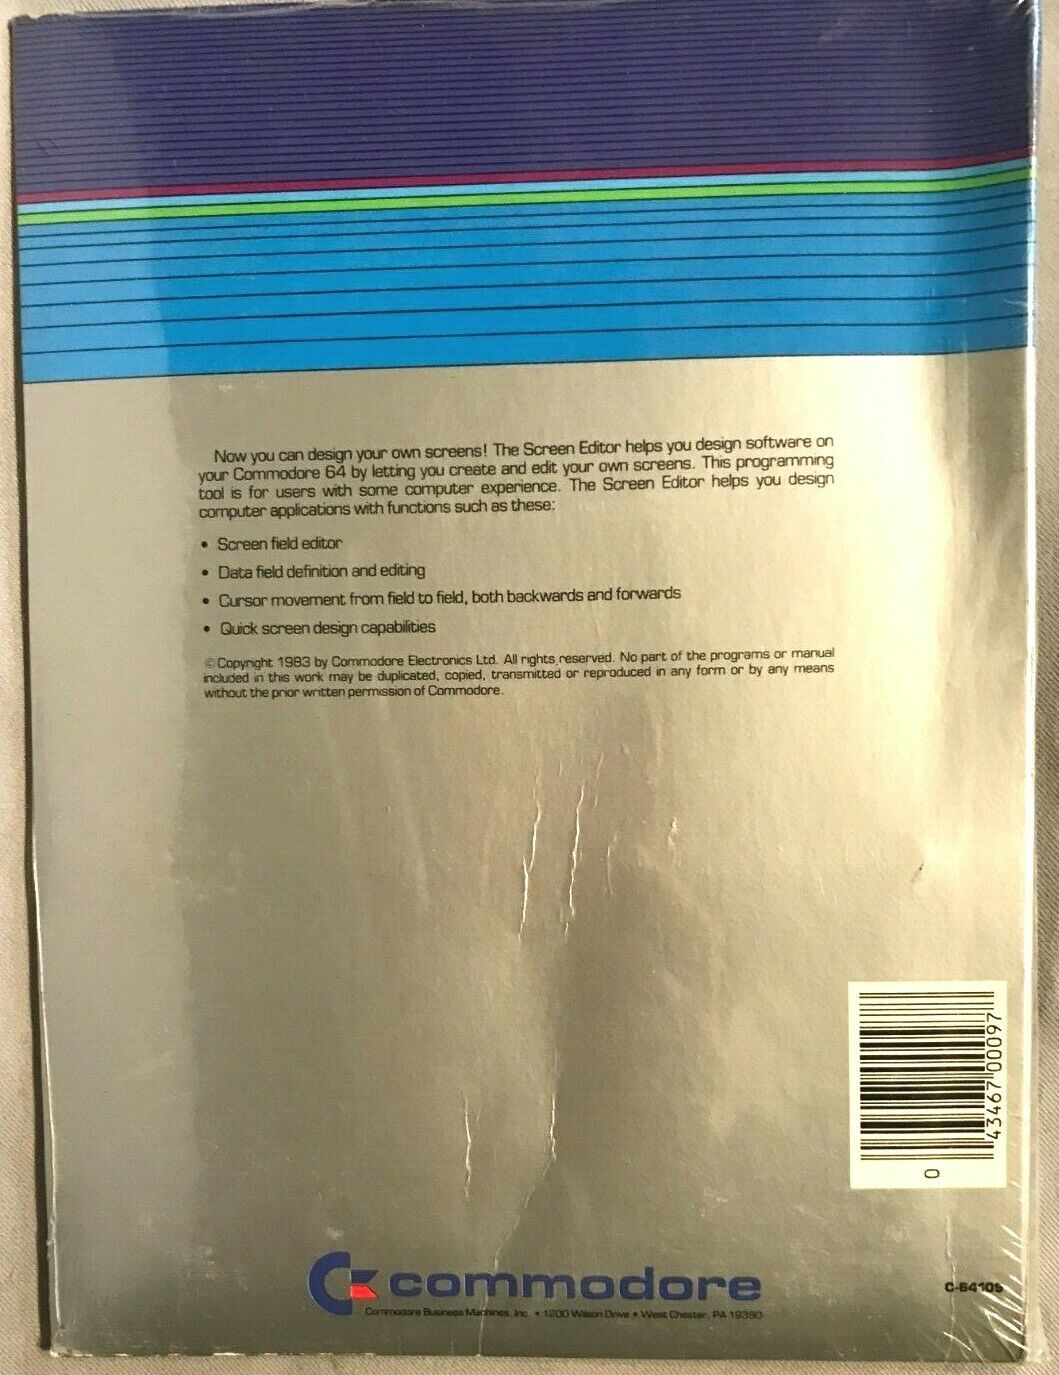 Now you can design your own screens! The Screen Editor helps you design software on
your Commodore 64 by letting you create and edit your own screens. This programming
tool is for users with some computer experience. The Screen Editor helps you design
computer applications with functions such as these:
• Screen field editor
• Data field definition and editing
• Cursor movement from field to field, both backwards and forwards
• Quick screen design capabilities
© Copyright 1983 by Commodore Electronics Ltd. All rights reserved. No part of the programs or manual
included in this work may be duplicated, copied, transmitted or reproduced in any form or by any means
without the prior written permission of Commodore.
0 43467 00097
commodore
C-64105
Commodore Business Machines, Inc. • 1200 Wilson Drive • West Chester, PA 19380